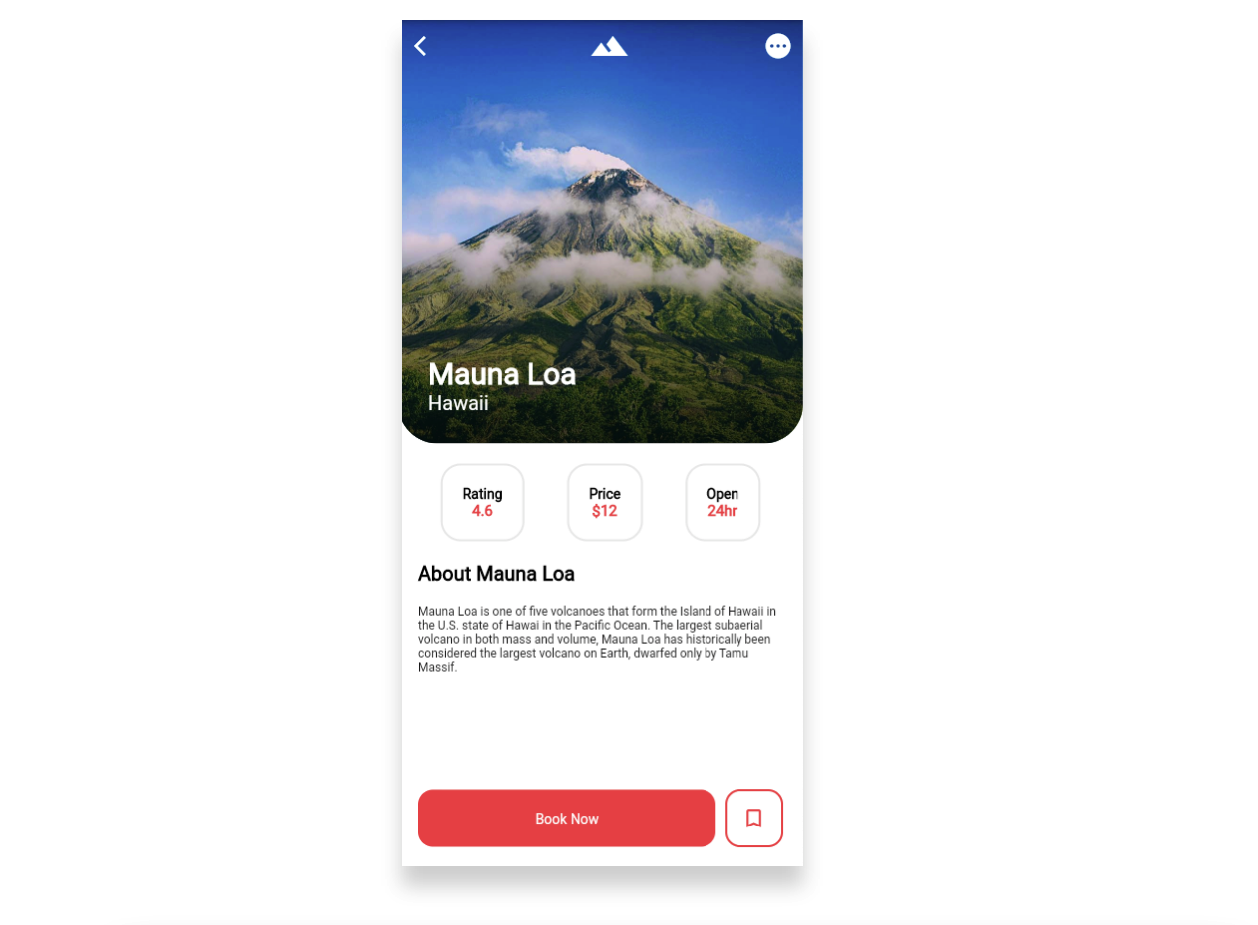 Mauna Loa
Hawaii
Rating
4.6
Price
$12
Open
24hr
About Mauna Loa
Mauna Loa is one of five volcanoes that form the Island of Hawaii in
the U.S. state of Hawai in the Pacific Ocean. The largest subaerial
volcano in both mass and volume, Mauna Loa has historically been
considered the largest volcano on Earth, dwarfed only by Tamu
Massif.
Book Now